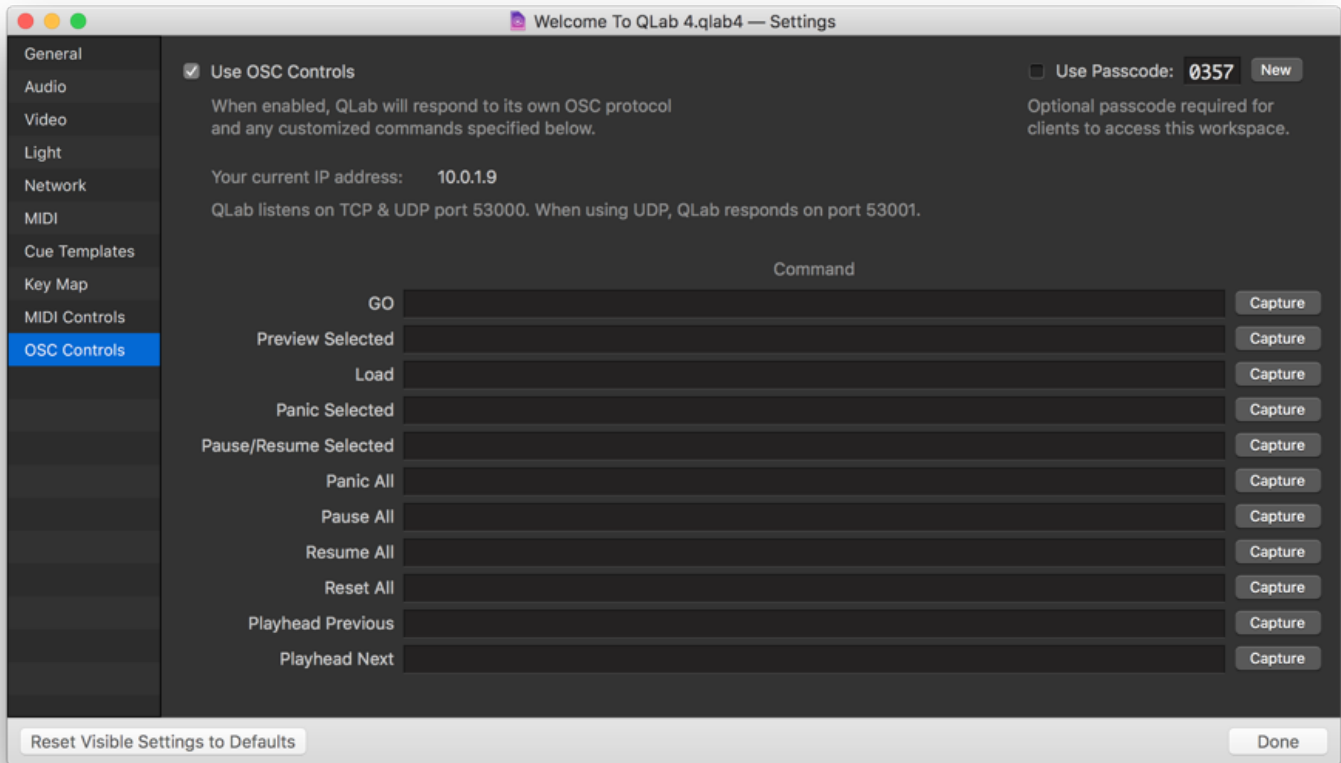 Welcome To QLab 4.qlab4 — Settings
General
Audio
Video
Light
Network
MIDI
Cue Templates
Key Map
MIDI Controls
OSC Controls
Use OSC Controls
When enabled, QLab will respond to its own OSC protocol
and any customized commands specified below.
Use Passcode: 0357 New
Optional passcode required for
clients to access this workspace.
Your current IP address: 10.0.1.9
QLab listens on TCP & UDP port 53000. When using UDP, QLab responds on port 53001.
Command
GO Capture
Preview Selected Capture
Load Capture
Panic Selected Capture
Pause/Resume Selected Capture
Panic All Capture
Pause All Capture
Resume All Capture
Reset All Capture
Playhead Previous Capture
Playhead Next Capture
Reset Visible Settings to Defaults Done